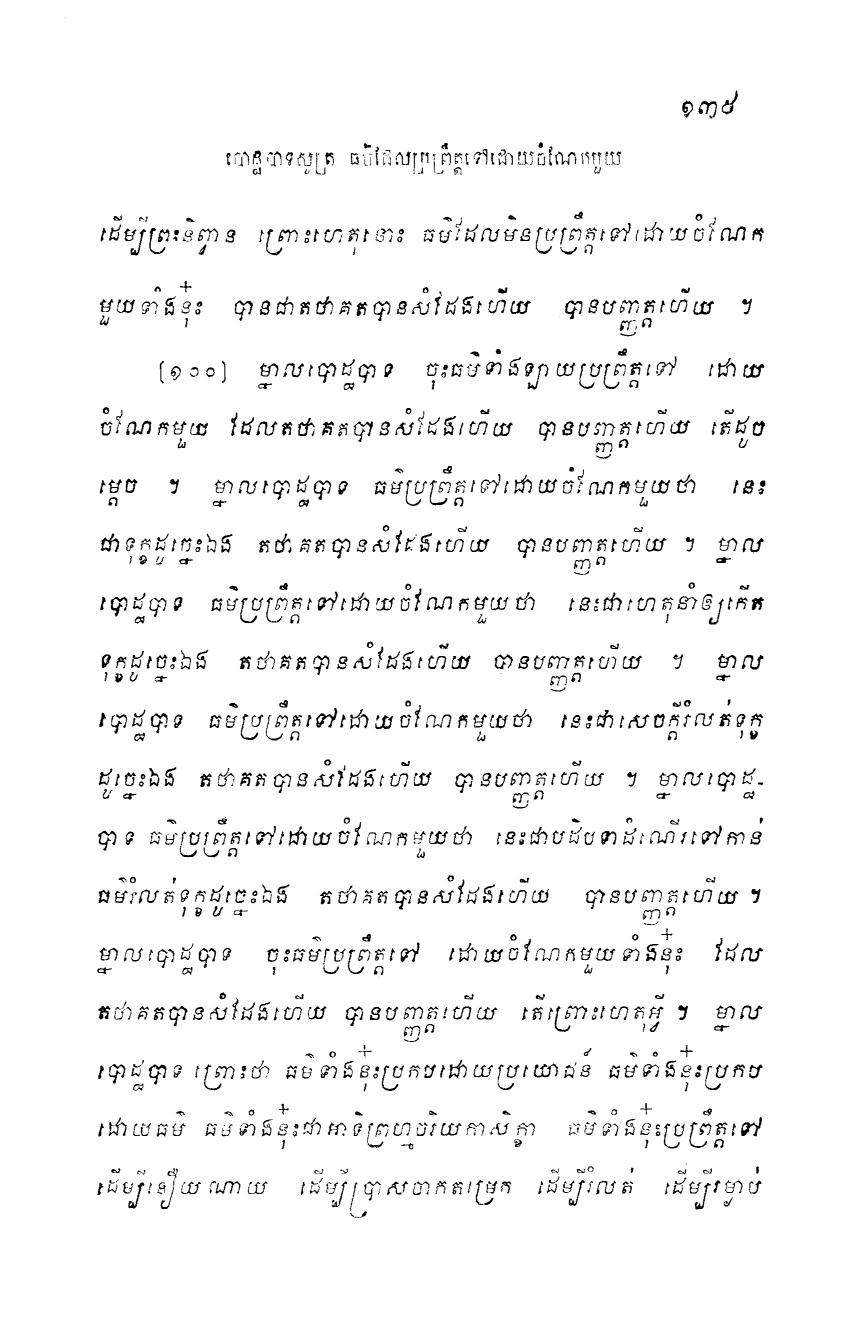 ១៣៥
បោដ្ឋបាទសូត្រ ធម៌ដែលប្រព្រឹត្តទៅដោយចំណែកមួយ
ដើម្បីព្រះនិព្វាន ព្រោះហេតុនោះ ធម៌ដែលមិនប្រព្រឹត្តទៅដោយចំណែក
មួយទាំងនុ៎ះ បានជាតថាគតបានសំដែងហើយ បានបញ្ញត្តហើយ ។
[១០០] ម្នាលបោដ្ឋបាទ ចុះធម៌ទាំងឡាយប្រព្រឹត្តទៅ ដោយ
ចំណែកមួយ ដែលតថាគតបានសំដែងហើយ បានបញ្ញត្តហើយ តើដូច
ម្តេច ។ ម្នាលបោដ្ឋបាទ ធម៌ប្រព្រឹត្តទៅដោយចំណែកមួយថា នេះ
ជាទុក្ខដូច្នេះឯង តថាគតបានសំដែងហើយ បានបញ្ញត្តហើយ ។ ម្នាល
បោដ្ឋបាទ ធម៌ប្រព្រឹត្តទៅដោយចំណែកមួយថា នេះជាហេតុនាំឲ្យកើត
ទុក្ខដូច្នេះឯង តថាគតបានសំដែងហើយ បានបញ្ញត្តហើយ ។ ម្នាល
បោដ្ឋបាទ ធម៌ប្រព្រឹត្តទៅដោយចំណែកមួយថា នេះជាសេចក្តីរំលត់ទុក្ខ
ដូច្នេះឯង តថាគតបានសំដែងហើយ បានបញ្ញត្តហើយ ។ ម្នាលបោដ្ឋ-
បាទ ធម៌ប្រព្រឹត្តទៅដោយចំណែកមួយថា នេះជាបដិបទាដំណើរទៅកាន់
ធម៌រំលត់ទុក្ខដូច្នេះឯង តថាគតបានសំដែងហើយ បានបញ្ញត្តហើយ ។
ម្នាលបោដ្ឋបាទ ចុះធម៌ប្រព្រឹត្តទៅ ដោយចំណែកមួយទាំងនុ៎ះ ដែល
តថាគតបានសំដែងហើយ បានបញ្ញត្តហើយ តើព្រោះហេតុអ្វី ។ ម្នាល
បោដ្ឋបាទ ព្រោះថា ធម៌ទាំងនុ៎ះប្រកបដោយប្រយោជន៍ ធម៌ទាំងនុ៎ះប្រកប
ដោយធម៌ ធម៌ទាំងនុ៎ះជាអាទិព្រហ្មចរិយកាសិក្ខា ធម៌ទាំងនុ៎ះប្រព្រឹត្តទៅ
ដើម្បីនឿយណាយ ដើម្បីប្រាសចាកតម្រេក ដើម្បីរំលត់ ដើម្បីរម្ងាប់